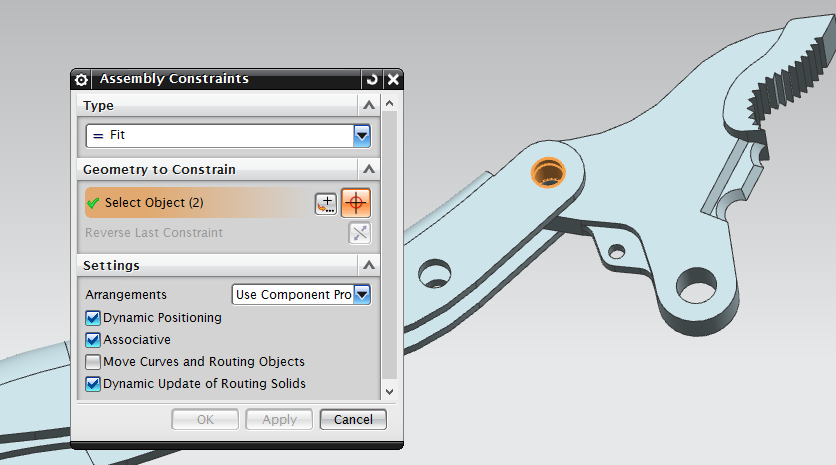 Assembly Constraints
Type
= Fit
Geometry to Constrain
Select Object (2)
Reverse Last Constraint
Settings
Arrangements Use Component Pro
Dynamic Positioning
Associative
Move Curves and Routing Objects
Dynamic Update of Routing Solids
OK Apply Cancel